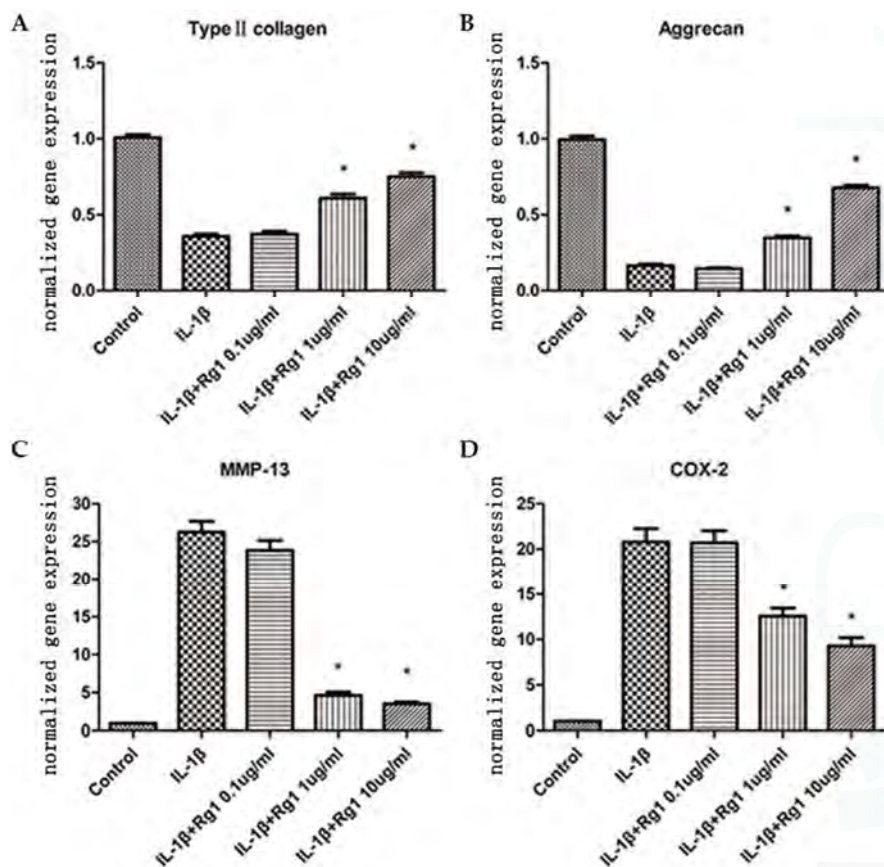 A
Type II collagen
normalized gene expression
1.5
1.0
0.5
0.0
*
*
Control
IL-1β
IL-1β+Rg1 0.1ug/ml
IL-1β+Rg1 1ug/ml
IL-1β+Rg1 10ug/ml
B
Aggrecan
normalized gene expression
1.5
1.0
0.5
0.0
*
*
Control
IL-1β
IL-1β+Rg1 0.1ug/ml
IL-1β+Rg1 1ug/ml
IL-1β+Rg1 10ug/ml
C
MMP-13
normalized gene expression
30
25
20
15
10
5
0
*
*
Control
IL-1β
IL-1β+Rg1 0.1ug/ml
IL-1β+Rg1 1ug/ml
IL-1β+Rg1 10ug/ml
D
COX-2
normalized gene expression
25
20
15
10
5
0
*
*
Control
IL-1β
IL-1β+Rg1 0.1ug/ml
IL-1β+Rg1 1ug/ml
IL-1β+Rg1 10ug/ml